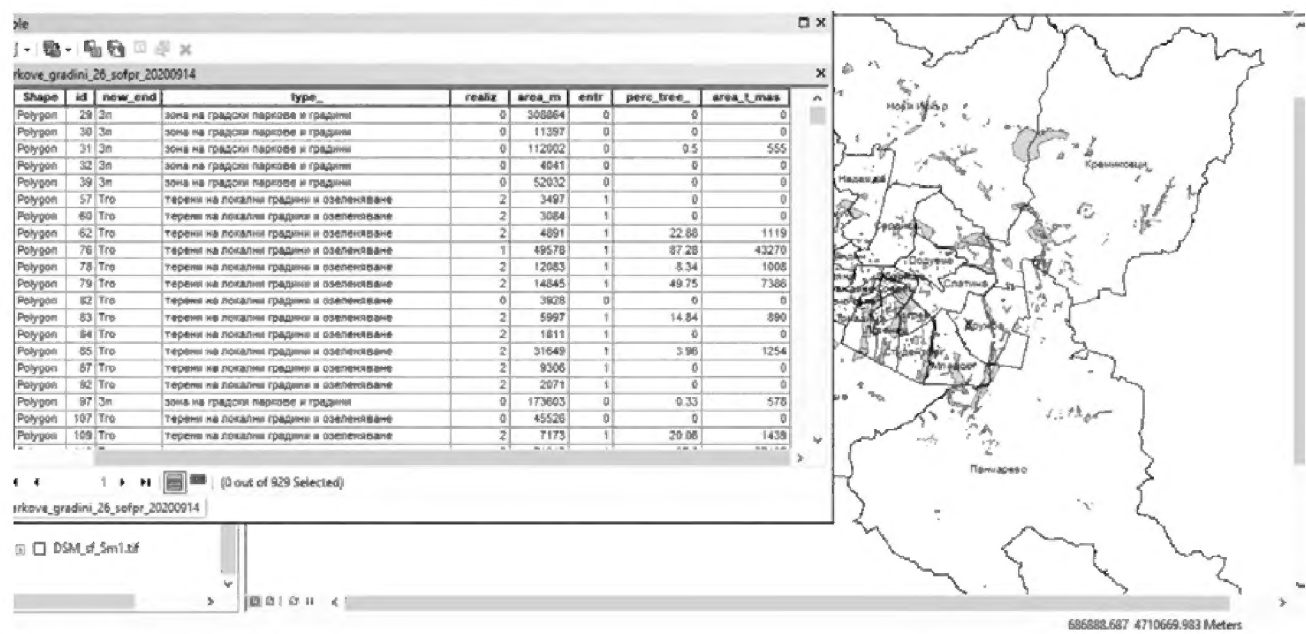 ble
rkove_gradini_26_sofpr_20200914
Shape id new_end type_ realiz area_m entr perc_tree_ area_t_mas
Polygon 29 Зп зона на градски паркове и градини 0 308864 0 0 0
Polygon 30 Зп зона на градски паркове и градини 0 11397 0 0 0
Polygon 31 Зп зона на градски паркове и градини 0 112002 0 0.5 555
Polygon 32 Зп зона на градски паркове и градини 0 4041 0 0 0
Polygon 39 Зп зона на градски паркове и градини 0 52032 0 0 0
Polygon 57 Тго терени на локални градини и озеленяване 2 3497 1 0 0
Polygon 60 Тго терени на локални градини и озеленяване 2 3084 1 0 0
Polygon 62 Тго терени на локални градини и озеленяване 2 4891 1 22.88 1119
Polygon 76 Тго терени на локални градини и озеленяване 1 49578 1 87.28 43270
Polygon 78 Тго терени на локални градини и озеленяване 2 12083 1 8.34 1008
Polygon 79 Тго терени на локални градини и озеленяване 2 14845 1 49.75 7386
Polygon 82 Тго терени на локални градини и озеленяване 0 3928 0 0 0
Polygon 83 Тго терени на локални градини и озеленяване 2 5997 1 14.84 890
Polygon 84 Тго терени на локални градини и озеленяване 2 1811 1 0 0
Polygon 85 Тго терени на локални градини и озеленяване 2 31649 1 3.96 1254
Polygon 87 Тго терени на локални градини и озеленяване 2 9306 1 0 0
Polygon 92 Тго терени на локални градини и озеленяване 2 2071 1 0 0
Polygon 97 Зп зона на градски паркове и градини 0 173603 0 0.33 578
Polygon 107 Тго терени на локални градини и озеленяване 0 45526 0 0 0
Polygon 109 Тго терени на локални градини и озеленяване 2 7173 1 20.06 1439
1 (0 out of 929 Selected)
arkove_gradini_26_sofpr_20200914
DSM_sf_5m1.tif
Нови Искър
Кремиковци
Надежда
Сердика
Подуяне
Слатина
Дружба
Младост
Панчарево
686888.687 4710669.983 Meters